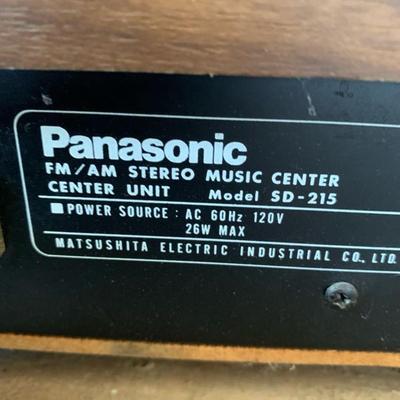 Panasonic
FM/AM STEREO MUSIC CENTER
CENTER UNIT Model SD-215
■POWER SOURCE : AC 60Hz 120V
26W MAX
MATSUSHITA ELECTRIC INDUSTRIAL CO., LTD.